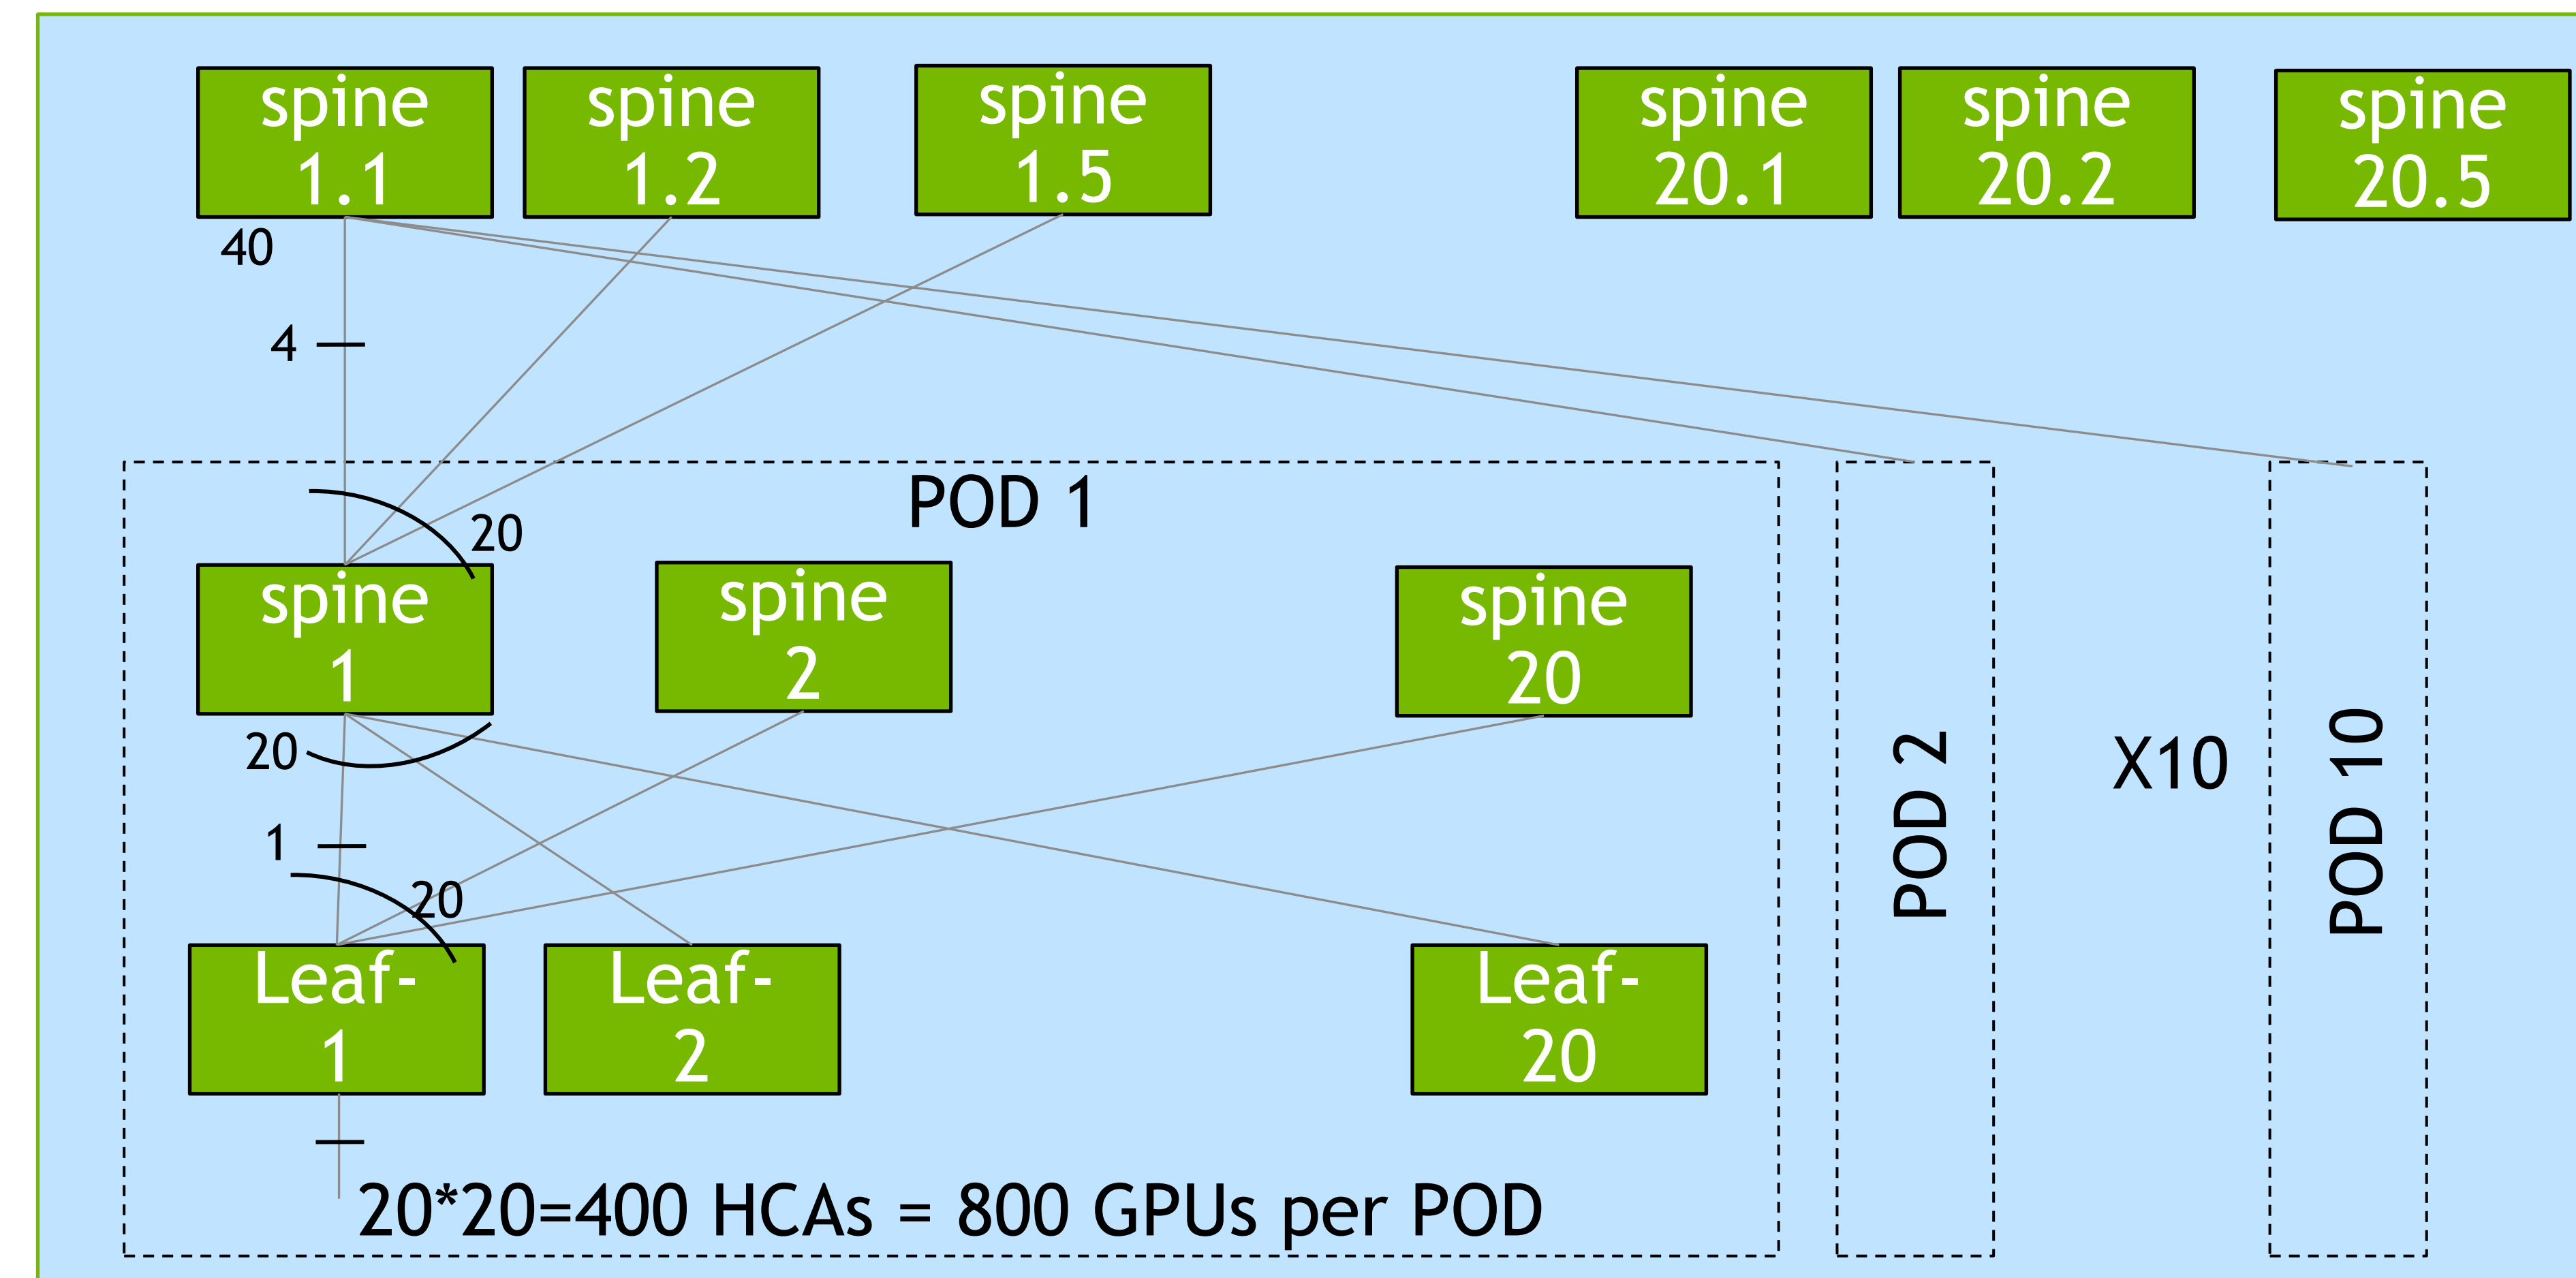 spine
1.1
spine
1.2
spine
1.5
spine
20.1
spine
20.2
spine
20.5
40
4
POD 1
20
spine
1
spine
2
spine
20
20
1
20
Leaf-
1
Leaf-
2
Leaf-
20
20*20=400 HCAs = 800 GPUs per POD
POD 2
X10
POD 10